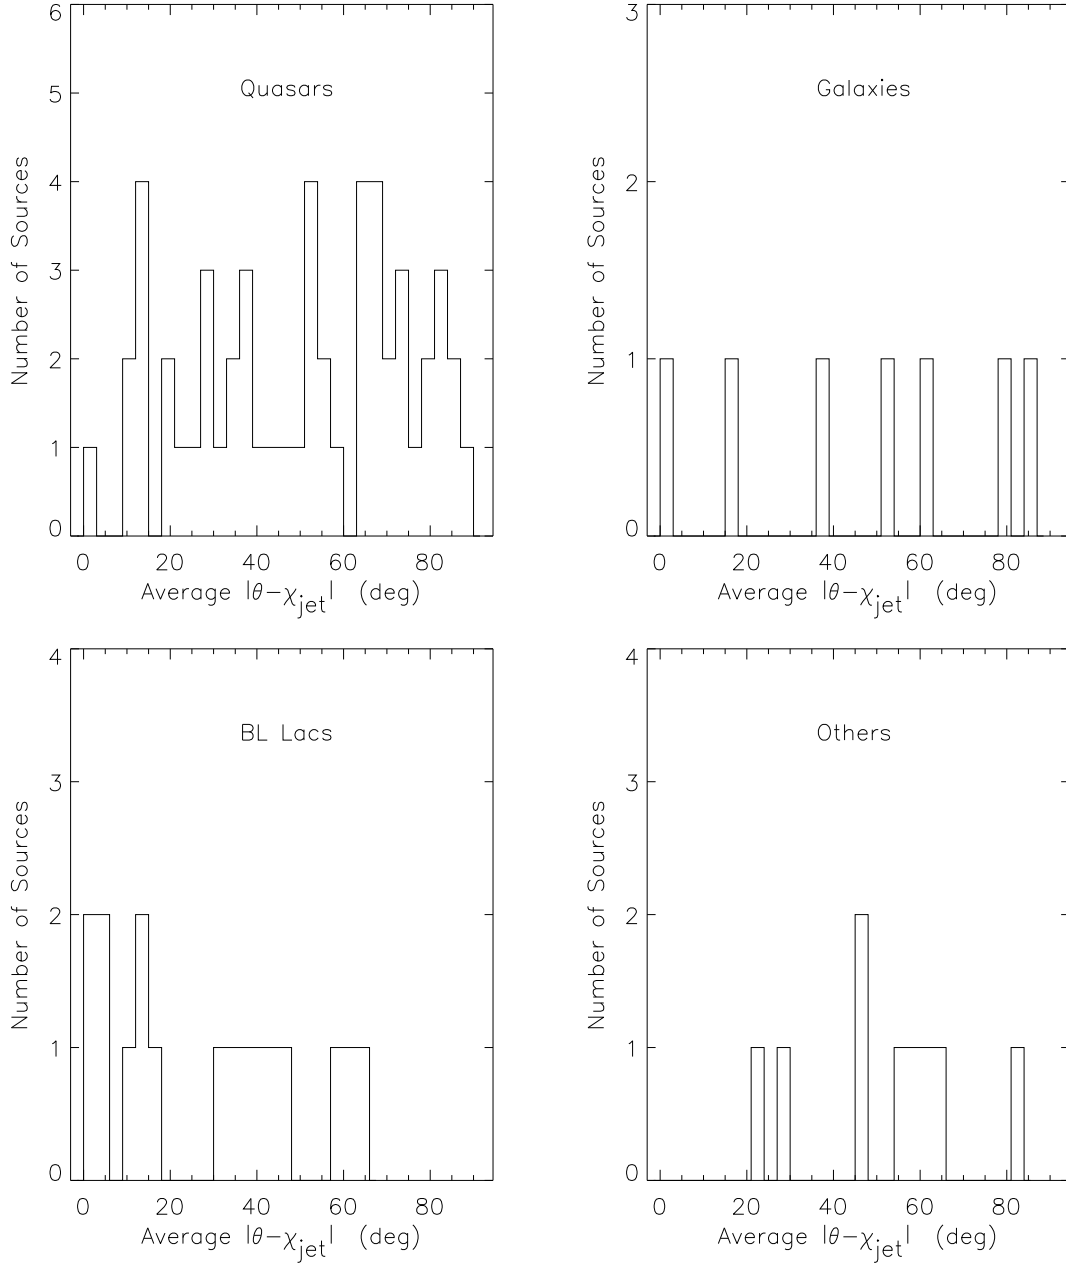 Quasars
Number of Sources
6
5
4
3
2
1
0
0 20 40 60 80
Average |θ−χjet| (deg)
Galaxies
Number of Sources
3
2
1
0
0 20 40 60 80
Average |θ−χjet| (deg)
BL Lacs
Number of Sources
4
3
2
1
0
0 20 40 60 80
Average |θ−χjet| (deg)
Others
Number of Sources
4
3
2
1
0
0 20 40 60 80
Average |θ−χjet| (deg)